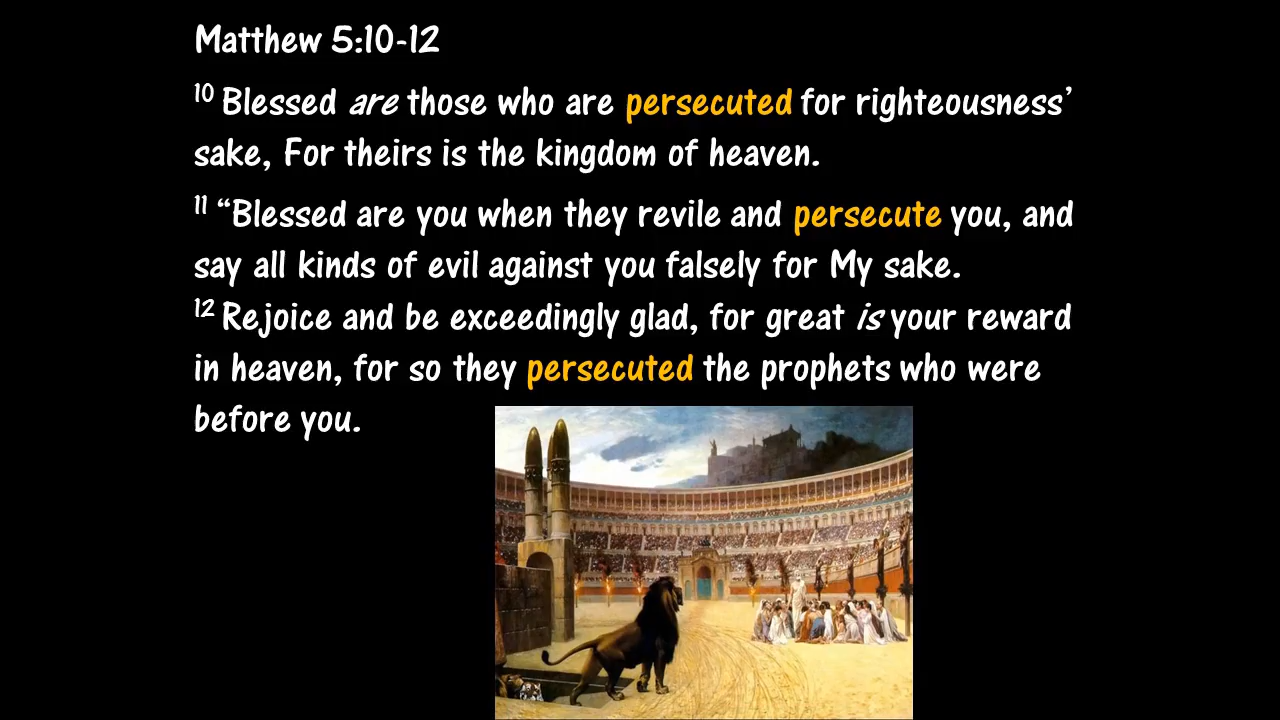 Matthew 5:10-12
10 Blessed are those who are persecuted for righteousness’
sake, For theirs is the kingdom of heaven.
11 “Blessed are you when they revile and persecute you, and
say all kinds of evil against you falsely for My sake.
12 Rejoice and be exceedingly glad, for great is your reward
in heaven, for so they persecuted the prophets who were
before you.